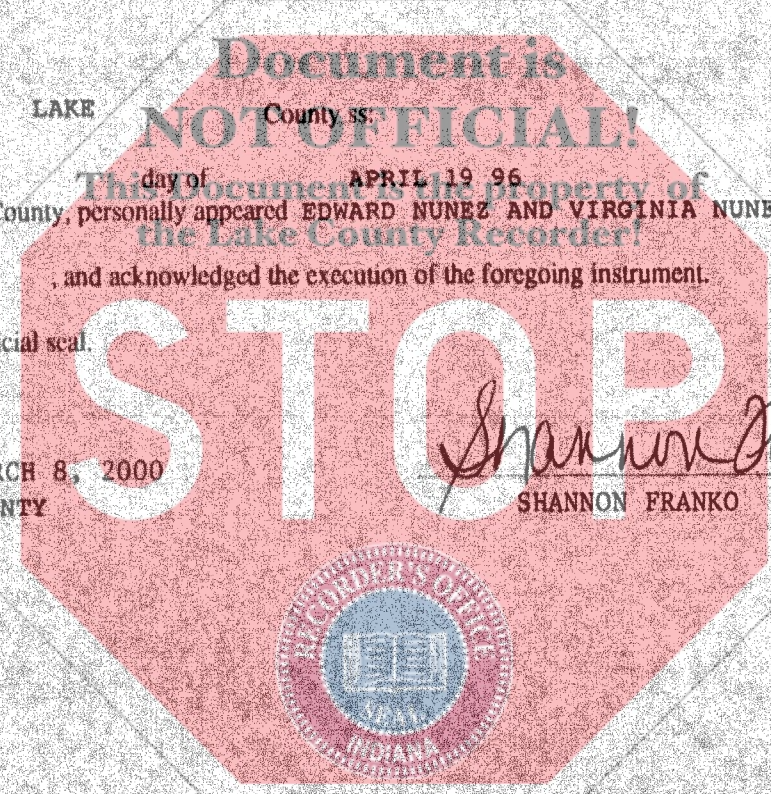 Document is
LAKE County ss:
NOT OFFICIAL!
day of APRIL 19 96
This Document is the property of
County, personally appeared EDWARD NUNEZ AND VIRGINIA NUNE
the Lake County Recorder!
, and acknowledged the execution of the foregoing instrument.
cial seal.
STOP
Shannon
RCH 8, 2000
NTY
SHANNON FRANKO
RECORDER'S OFFICE
SEAL
INDIANA